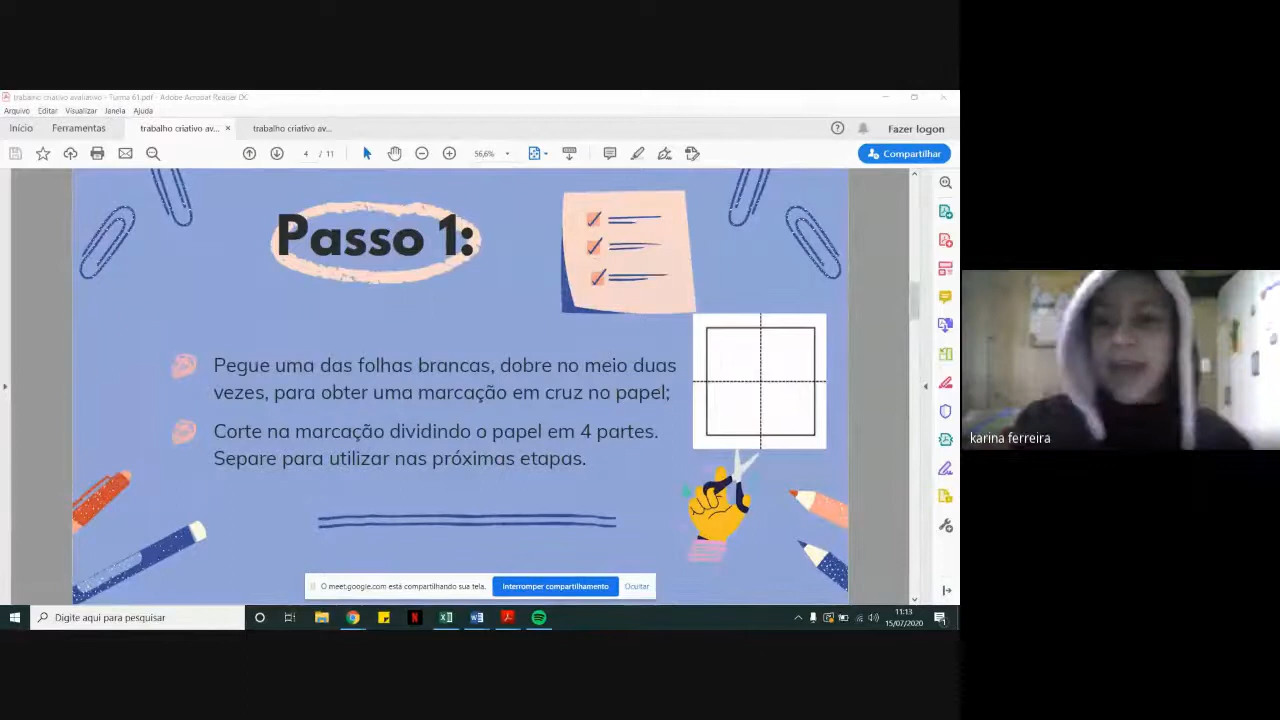 trabalho criativo avaliativo - Turma 61.pdf - Adobe Acrobat Reader DC
Arquivo Editar Visualizar Janela Ajuda
Início Ferramentas trabalho criativo av... × trabalho criativo av... Fazer logon
4 / 11 56,6% Compartilhar
Passo 1:
Pegue uma das folhas brancas, dobre no meio duas
vezes, para obter uma marcação em cruz no papel;
Corte na marcação dividindo o papel em 4 partes.
Separe para utilizar nas próximas etapas.
karina ferreira
O meet.google.com está compartilhando sua tela. Interromper compartilhamento Ocultar
Digite aqui para pesquisar
11:13
15/07/2020